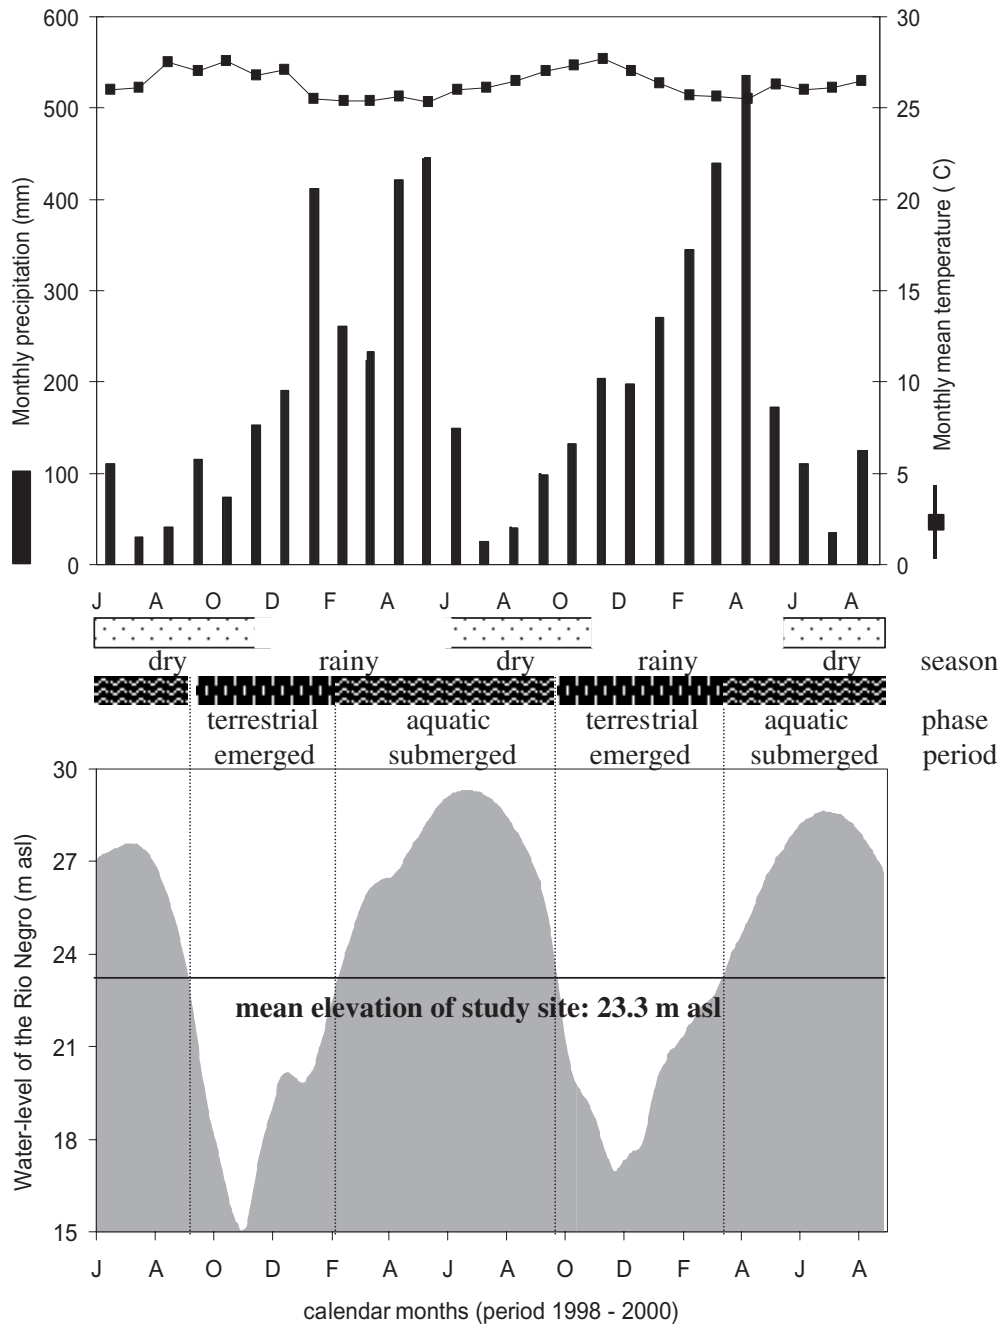 600
500
400
300
200
100
0
Monthly precipitation (mm)
30
25
20
15
10
5
0
Monthly mean temperature ( C)
J A O D F A J A O D F A J A
dry rainy dry rainy dry season
terrestrial aquatic terrestrial aquatic phase
emerged submerged emerged submerged period
30
27
24
21
18
15
Water-level of the Rio Negro (m asl)
mean elevation of study site: 23.3 m asl
J A O D F A J A O D F A J A
calendar months (period 1998 - 2000)